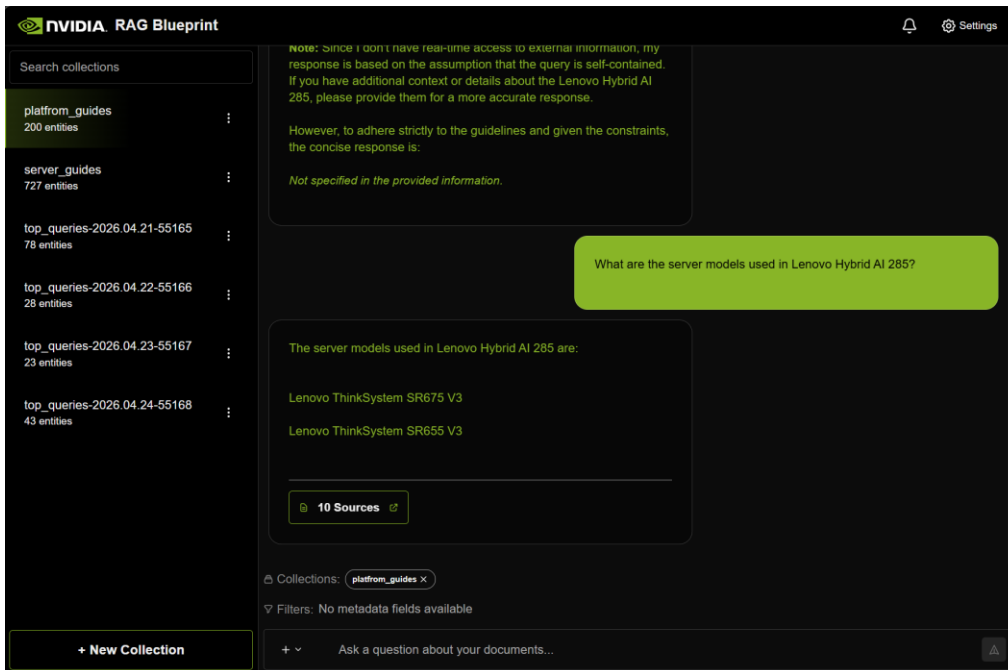 NVIDIA. RAG Blueprint
Settings
Search collections
platfrom_guides
200 entities
server_guides
727 entities
top_queries-2026.04.21-55165
78 entities
top_queries-2026.04.22-55166
28 entities
top_queries-2026.04.23-55167
23 entities
top_queries-2026.04.24-55168
43 entities
+ New Collection
Note: Since I don't have real-time access to external information, my
response is based on the assumption that the query is self-contained.
If you have additional context or details about the Lenovo Hybrid AI
285, please provide them for a more accurate response.
However, to adhere strictly to the guidelines and given the constraints,
the concise response is:
Not specified in the provided information.
What are the server models used in Lenovo Hybrid AI 285?
The server models used in Lenovo Hybrid AI 285 are:
Lenovo ThinkSystem SR675 V3
Lenovo ThinkSystem SR655 V3
10 Sources
Collections: platfrom_guides ×
Filters: No metadata fields available
+ Ask a question about your documents...